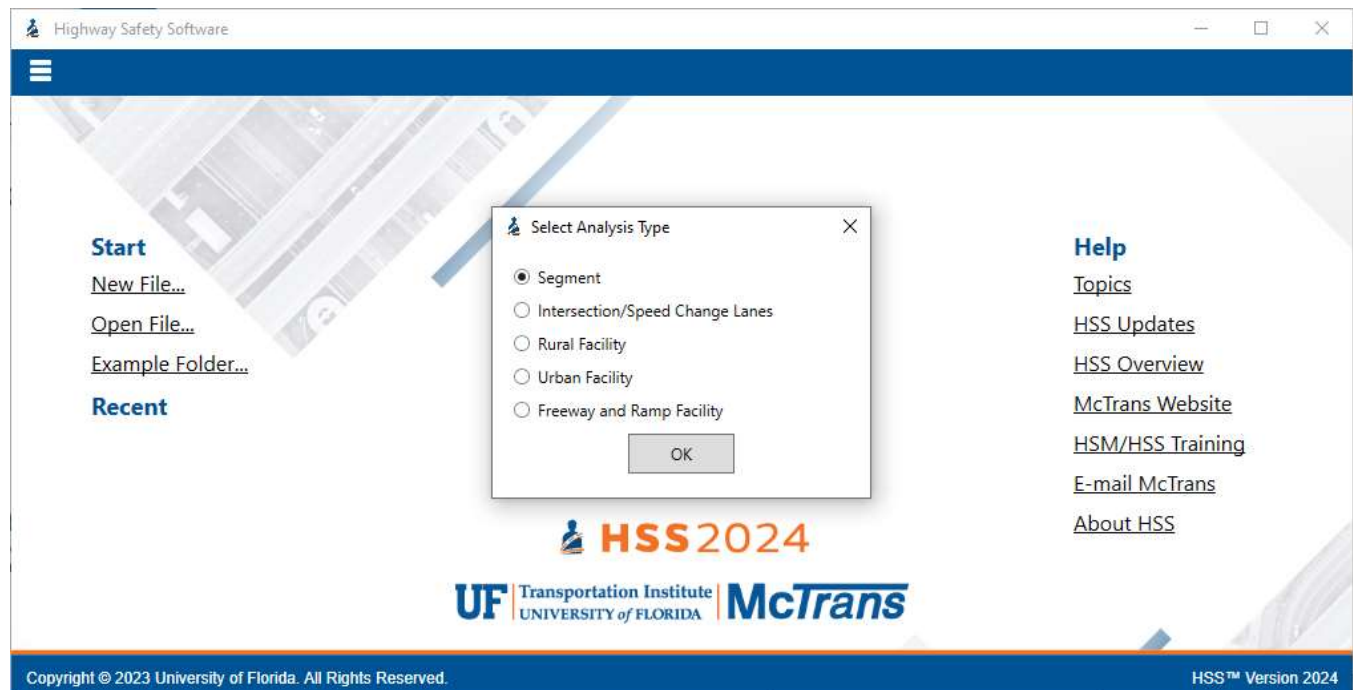 Highway Safety Software
Start
New File...
Open File...
Example Folder...
Recent
Select Analysis Type
Segment
Intersection/Speed Change Lanes
Rural Facility
Urban Facility
Freeway and Ramp Facility
OK
Help
Topics
HSS Updates
HSS Overview
McTrans Website
HSM/HSS Training
E-mail McTrans
About HSS
HSS2024
UF Transportation Institute
UNIVERSITY of FLORIDA
McTrans
Copyright © 2023 University of Florida. All Rights Reserved.
HSS™ Version 2024